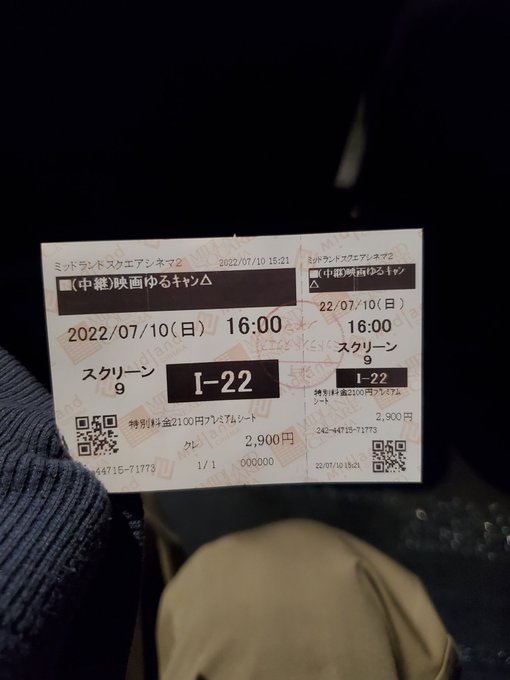 ミッドランドスクエアシネマ2 2022/07/10 15:21
■(中継)映画ゆるキャン△
2022/07/10(日) 16:00
スクリーン
9
I-22
特別料金2100円プレミアムシート
クレ 2,900円
-44715-71773 1/1 000000
ミッドランドスクエアシネマ2
■(中継)映画ゆるキャン
△
22/07/10(日)
16:00
スクリーン
9
I-22
特別料金2100円プレミアム
シート
2,900円
242-44715-71773
22/07/10 15:21